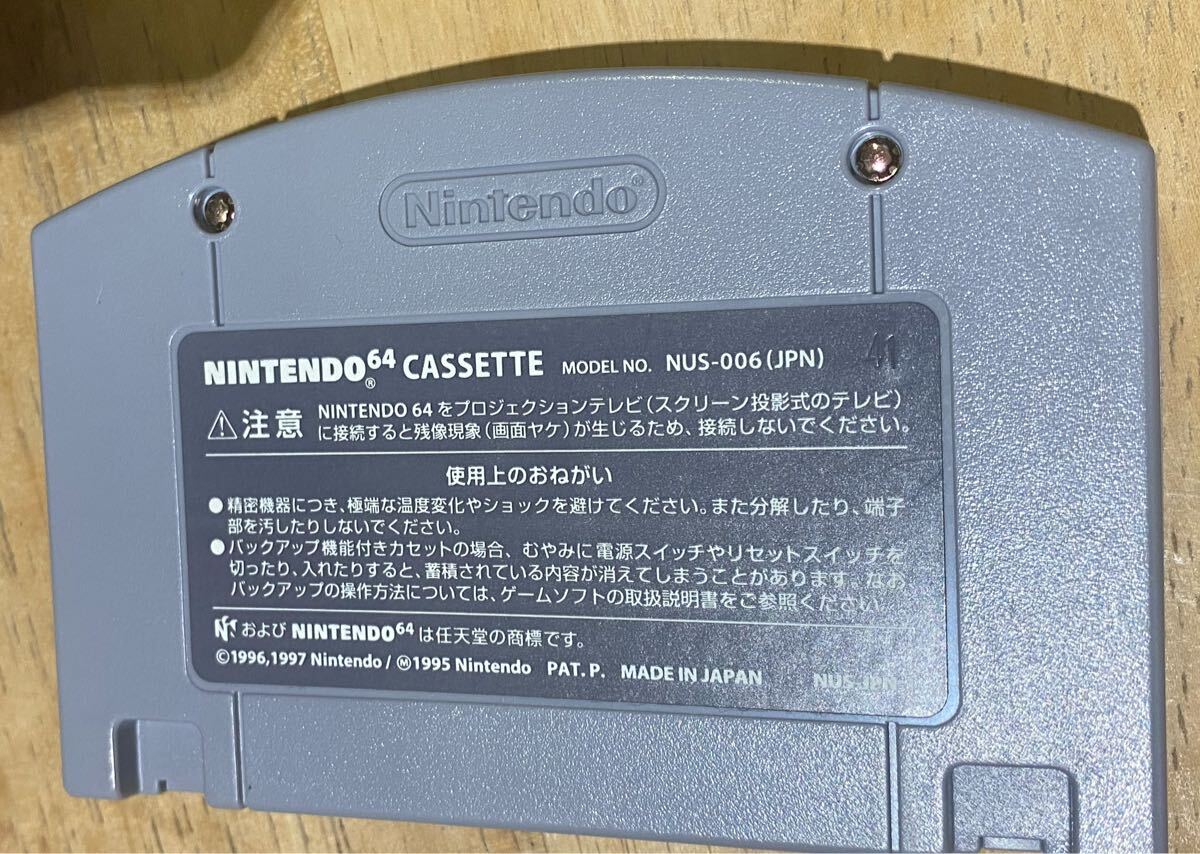 Nintendo®
NINTENDO64® CASSETTE MODEL NO. NUS-006(JPN) 41
注意 NINTENDO 64をプロジェクションテレビ(スクリーン投影式のテレビ)
に接続すると残像現象(画面ヤケ)が生じるため、接続しないでください。
使用上のおねがい
●精密機器につき、極端な温度変化やショックを避けてください。また分解したり、端子
部を汚したりしないでください。
●バックアップ機能付きカセットの場合、むやみに電源スイッチやリセットスイッチを
切ったり、入れたりすると、蓄積されている内容が消えてしまうことがあります。なお
バックアップの操作方法については、ゲームソフトの取扱説明書をご参照ください。
および NINTENDO64 は任天堂の商標です。
©1996,1997 Nintendo / Ⓜ1995 Nintendo PAT. P. MADE IN JAPAN NUS-JPN